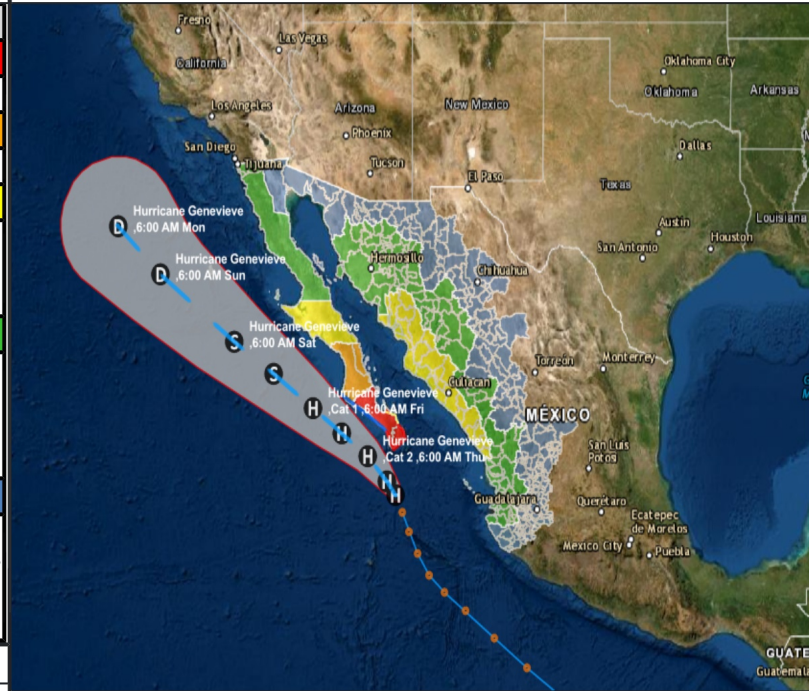 Fresno
Las Vegas
California
Oklahoma City
Oklahoma
Arkansas
Los Angeles
Arizona
New Mexico
Phoenix
San Diego
Tijuana
Tucson
Dallas
El Paso
Texas
Louisiana
Austin
San Antonio
Houston
Hurricane Genevieve
,6:00 AM Mon
D
Hurricane Genevieve
,6:00 AM Sun
D
Hermosillo
Chihuahua
Hurricane Genevieve
,6:00 AM Sat
S
S
Torreón
Monterrey
Culiacan
Hurricane Genevieve
,Cat 1 ,6:00 AM Fri
H
MÉXICO
H
Hurricane Genevieve
,Cat 2 ,6:00 AM Thu
H
San Luis
Potosi
H
H
Guadalajara
Querétaro
Ecatepec
de Morelos
Mexico City
Puebla
GUATE
Guatemal